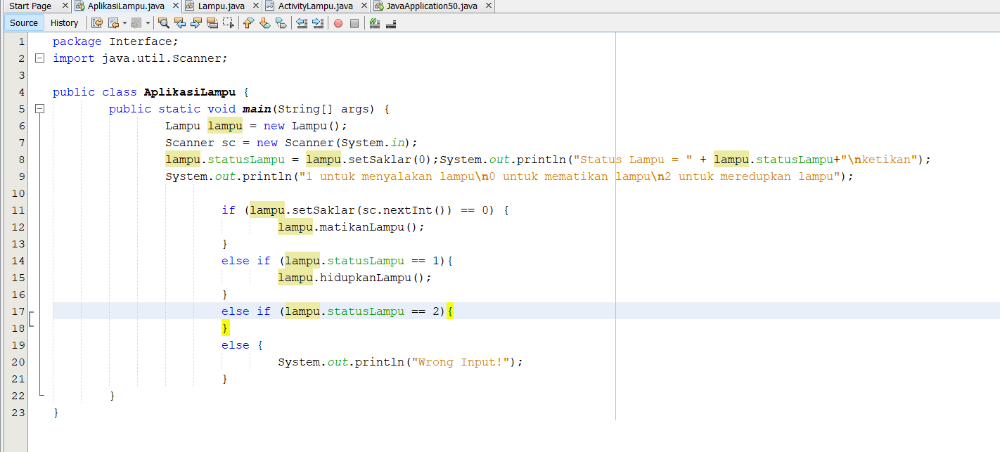 Start Page AplikasiLampu.java Lampu.java ActivityLampu.java JavaApplication50.java
Source History
1 package Interface;
2 import java.util.Scanner;
3
4 public class AplikasiLampu {
5 public static void main(String[] args) {
6 Lampu lampu = new Lampu();
7 Scanner sc = new Scanner(System.in);
8 lampu.statusLampu = lampu.setSaklar(0);System.out.println("Status Lampu = " + lampu.statusLampu+"\nketikan");
9 System.out.println("1 untuk menyalakan lampu\n0 untuk mematikan lampu\n2 untuk meredupkan lampu");
10
11 if (lampu.setSaklar(sc.nextInt()) == 0) {
12 lampu.matikanLampu();
13 }
14 else if (lampu.statusLampu == 1){
15 lampu.hidupkanLampu();
16 }
17 else if (lampu.statusLampu == 2){
18 }
19 else {
20 System.out.println("Wrong Input!");
21 }
22 }
23 }